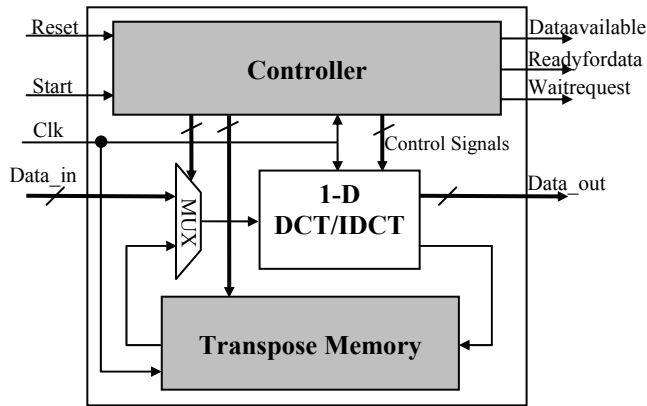 Reset
Dataavailable
Readyfordata
Controller
Start
Waitrequest
Clk
Control Signals
Data_in
MUX
1-D
DCT/IDCT
Data_out
Transpose Memory